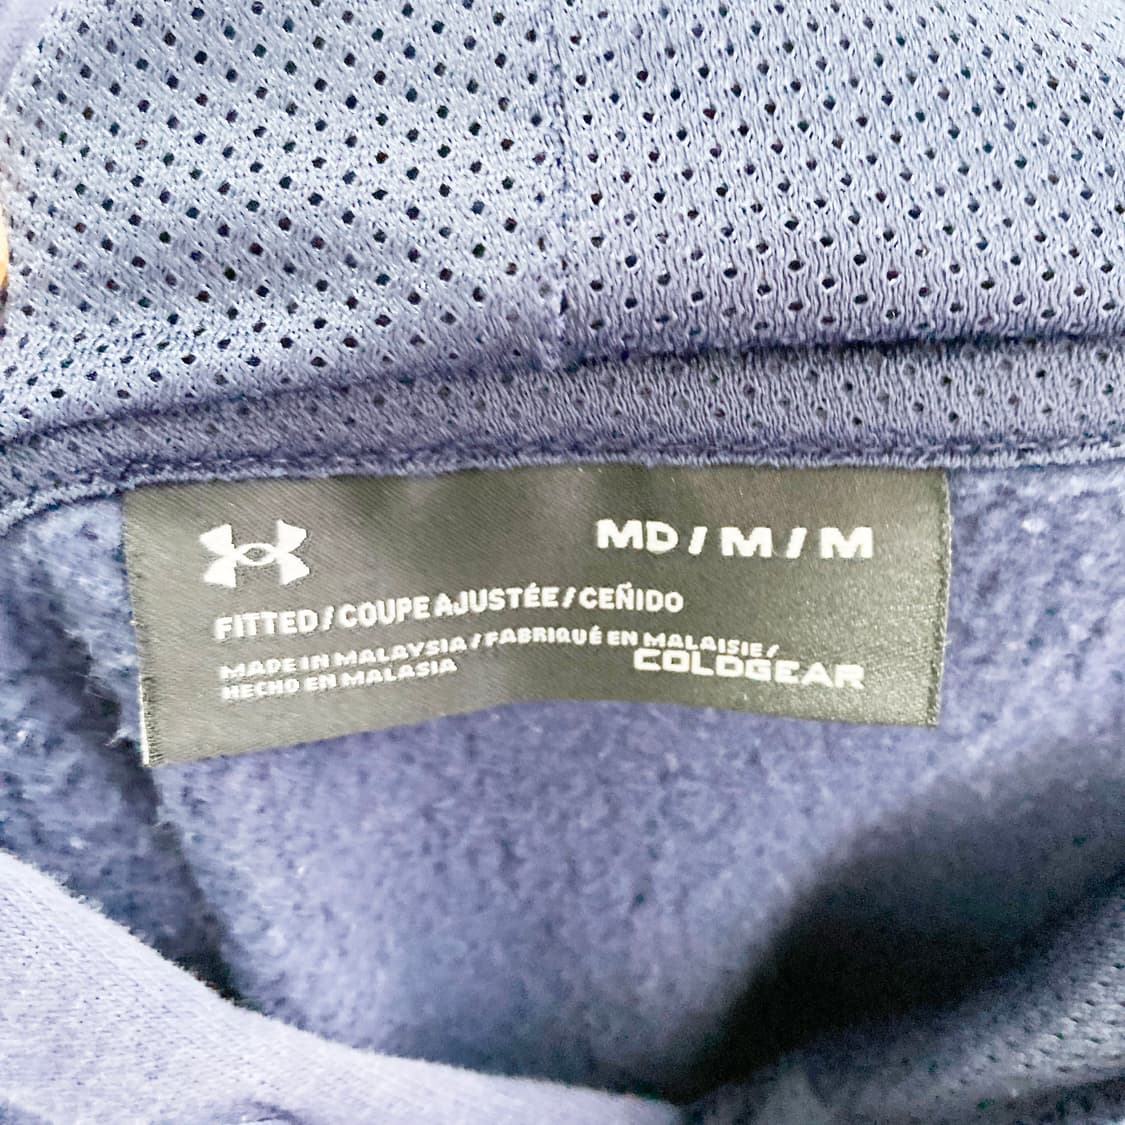 MD / M / M
FITTED / COUPE AJUSTÉE / CEÑIDO
MADE IN MALAYSIA / FABRIQUÉ EN MALAISIE /
HECHO EN MALASIA
COLDGEAR